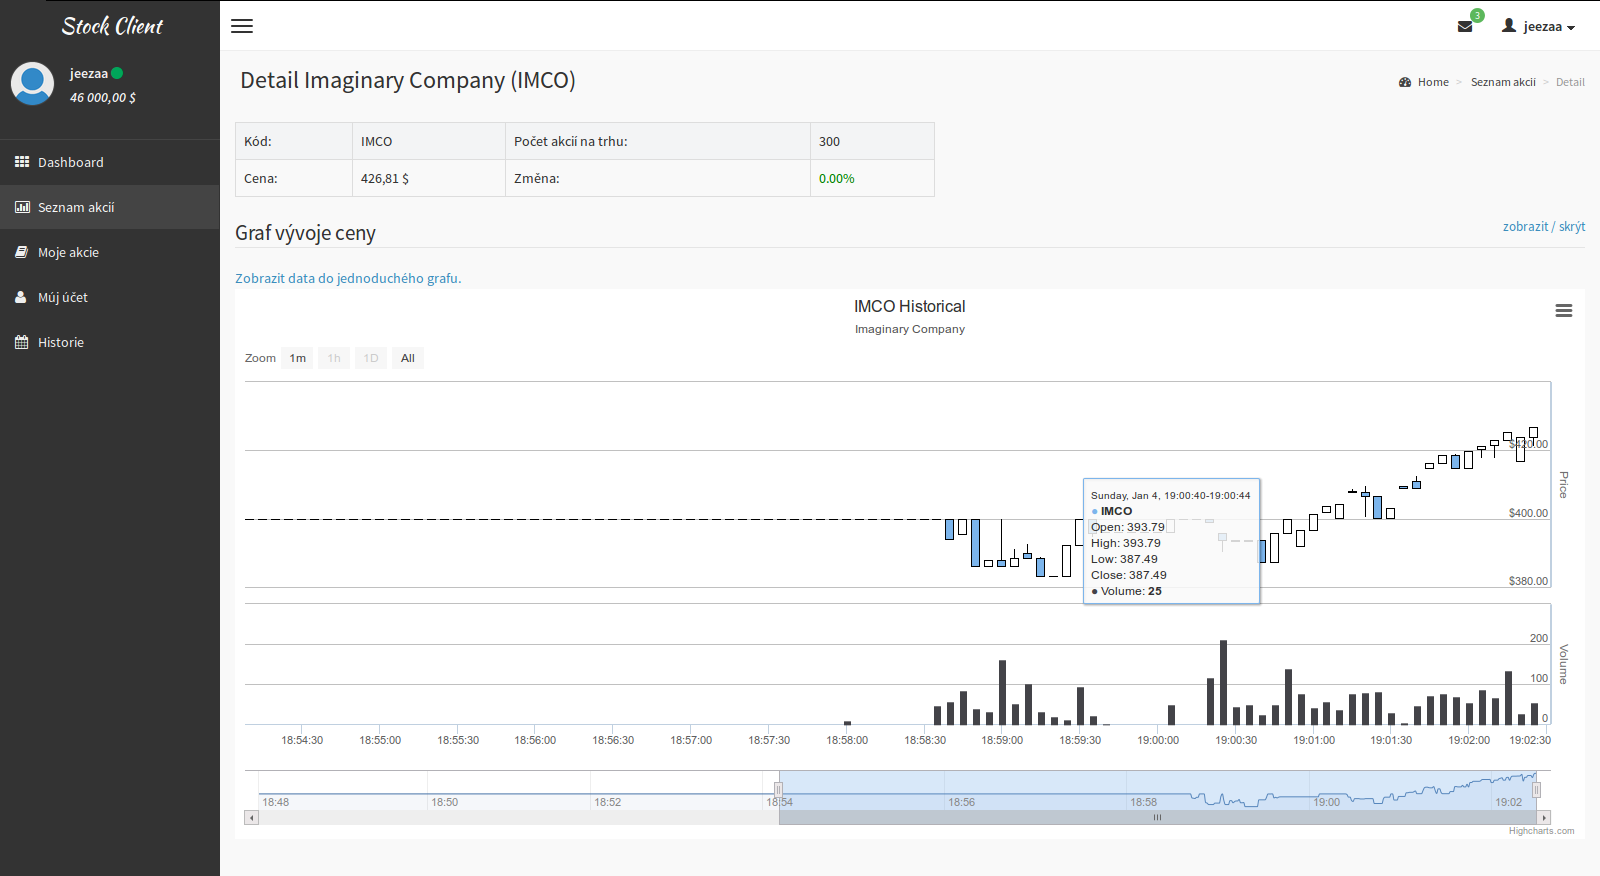 Stock Client
3
jeezaa
jeezaa
46 000,00 $
Detail Imaginary Company (IMCO)
Home > Seznam akcií > Detail
Dashboard
Seznam akcií
Moje akcie
Můj účet
Historie
Kód: IMCO Počet akcií na trhu: 300
Cena: 426,81 $ Změna: 0.00%
Graf vývoje ceny
zobrazit / skrýt
Zobrazit data do jednoduchého grafu.
IMCO Historical
Imaginary Company
Zoom 1m 1h 1D All
$420.00
$400.00
$380.00
Price
Sunday, Jan 4, 19:00:40-19:00:44
● IMCO
Open: 393.79
High: 393.79
Low: 387.49
Close: 387.49
● Volume: 25
200
100
0
Volume
18:54:30 18:55:00 18:55:30 18:56:00 18:56:30 18:57:00 18:57:30 18:58:00 18:58:30 18:59:00 18:59:30 19:00:00 19:00:30 19:01:00 19:01:30 19:02:00 19:02:30
18:48 18:50 18:52 18:54 18:56 18:58 19:00 19:02
Highcharts.com